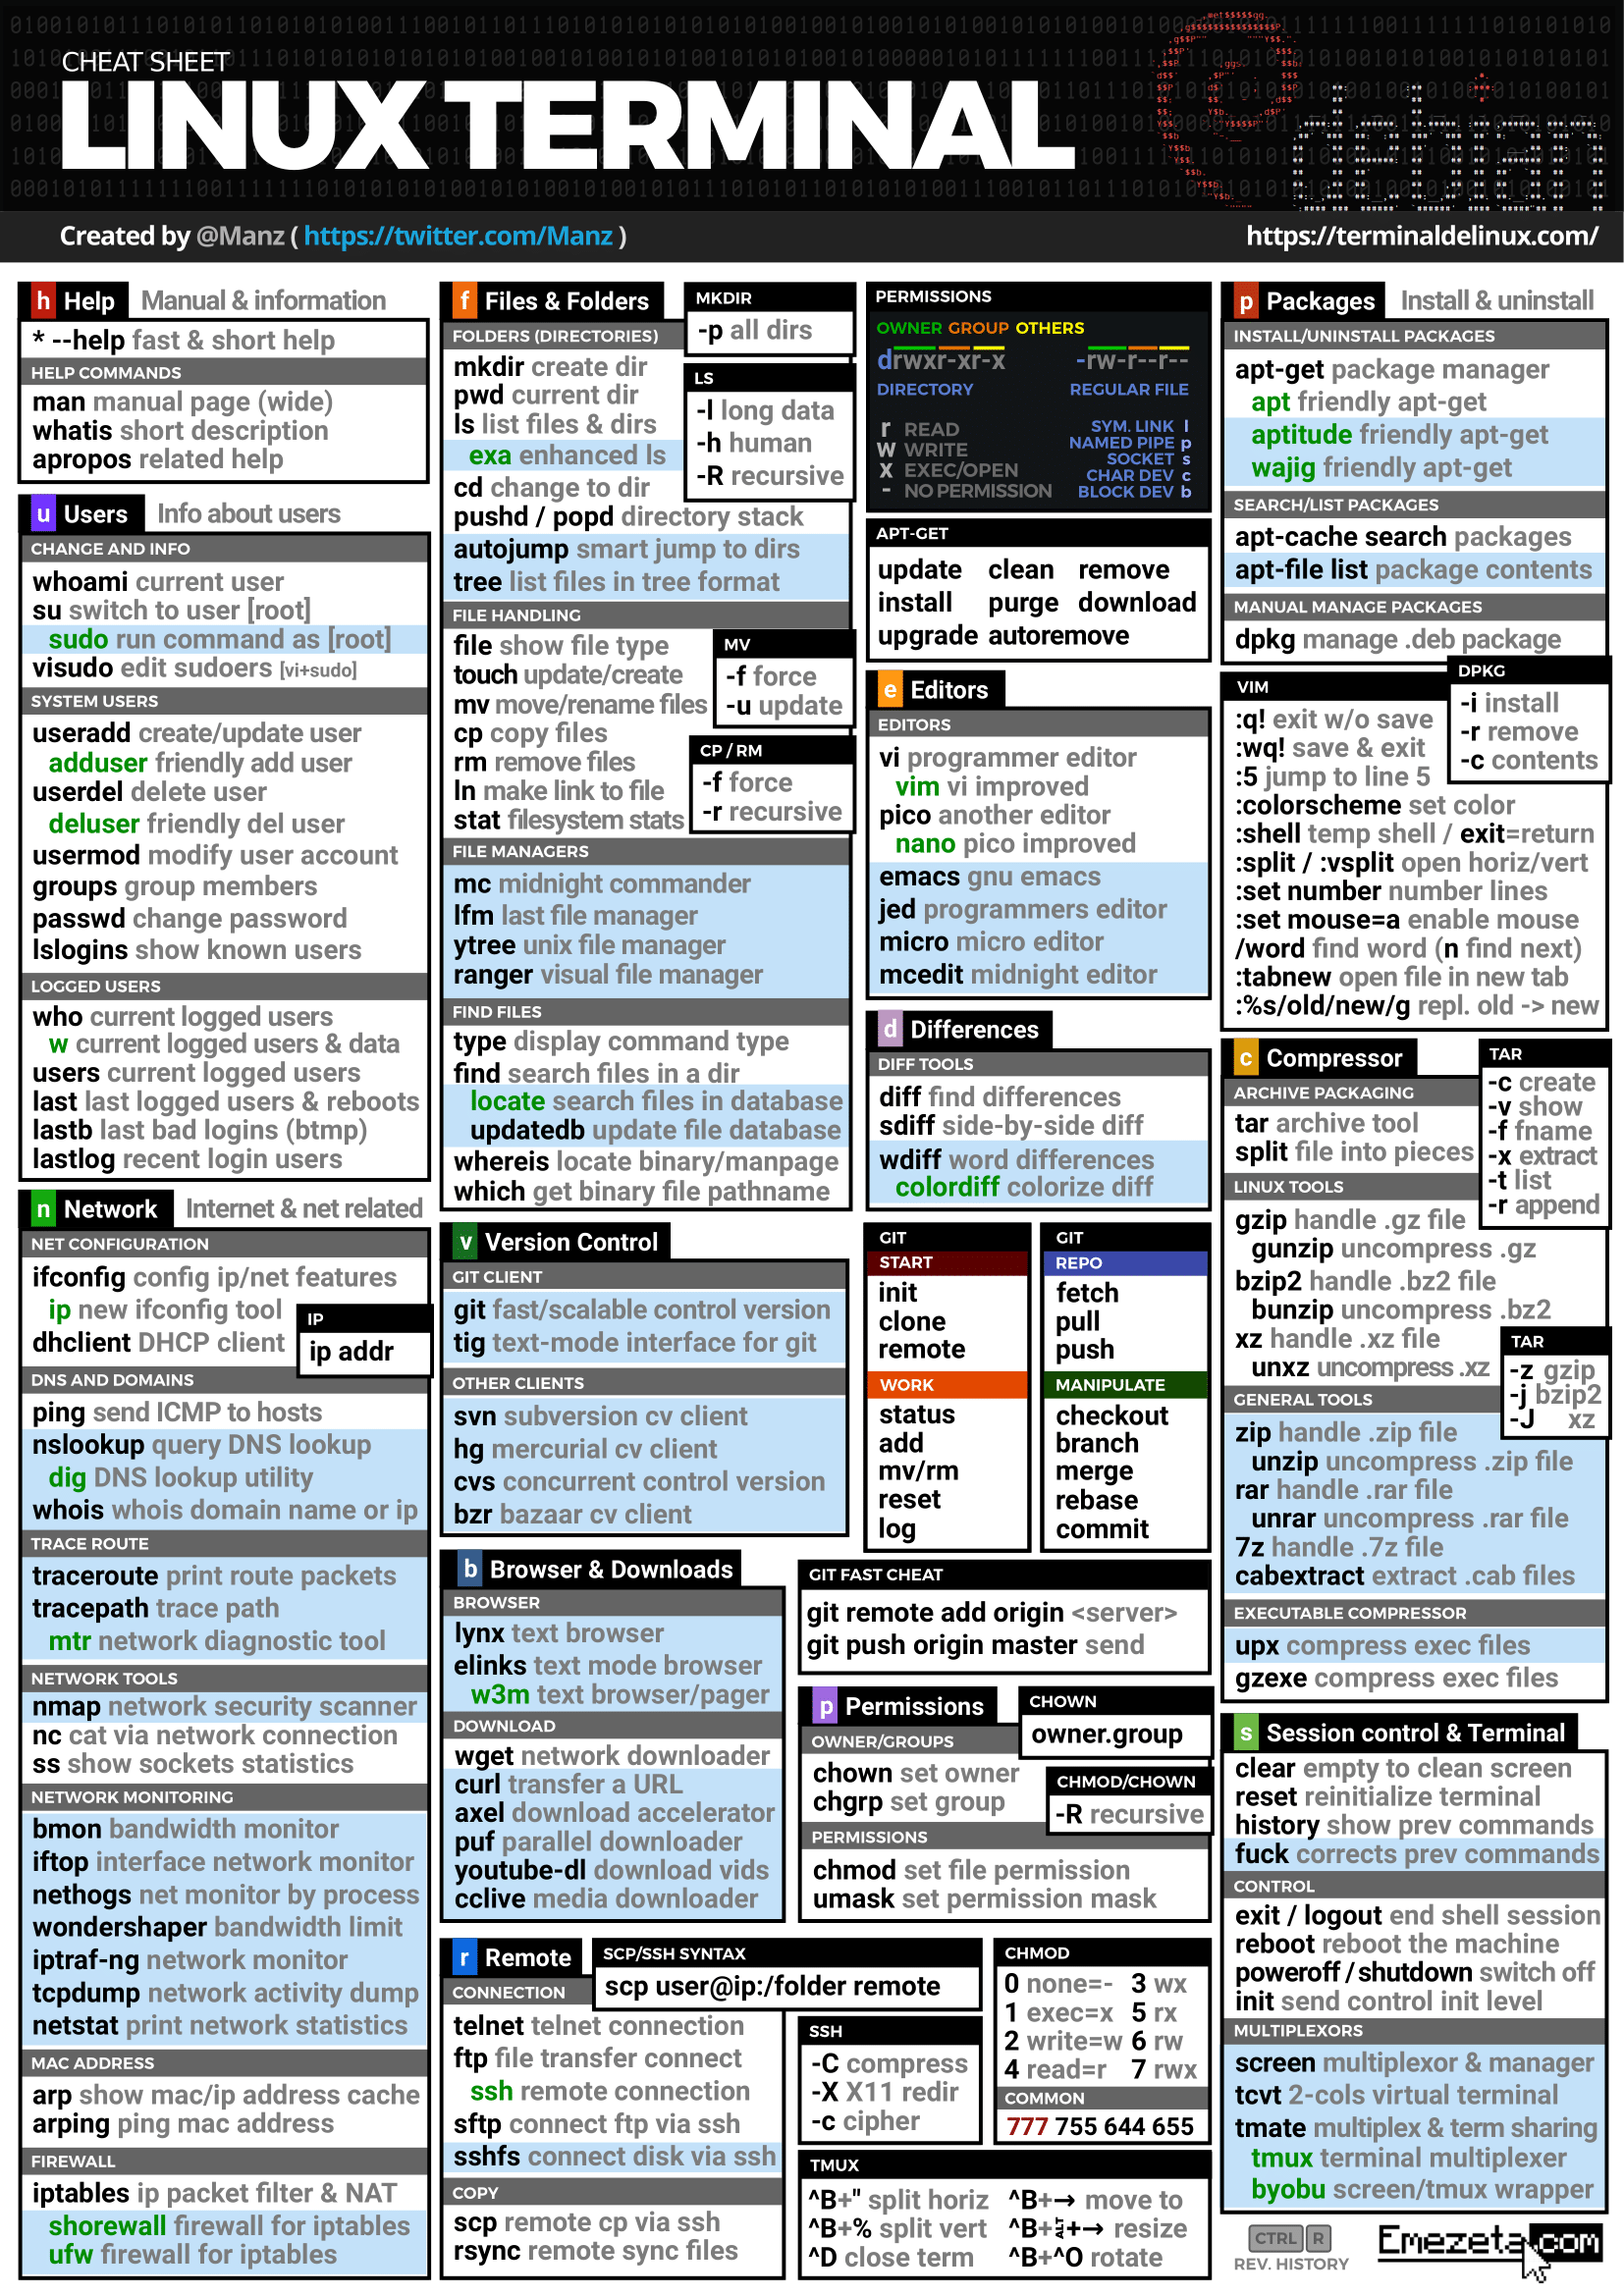 CHEAT SHEET
LINUX TERMINAL
debian
Created by @Manz ( https://twitter.com/Manz )
https://terminaldelinux.com/
h Help Manual & information
* --help fast & short help
HELP COMMANDS
man manual page (wide)
whatis short description
apropos related help
u Users Info about users
CHANGE AND INFO
whoami current user
su switch to user [root]
sudo run command as [root]
visudo edit sudoers [vi+sudo]
SYSTEM USERS
useradd create/update user
adduser friendly add user
userdel delete user
deluser friendly del user
usermod modify user account
groups group members
passwd change password
lslogins show known users
LOGGED USERS
who current logged users
w current logged users & data
users current logged users
last last logged users & reboots
lastb last bad logins (btmp)
lastlog recent login users
n Network Internet & net related
NET CONFIGURATION
ifconfig config ip/net features
ip new ifconfig tool
dhclient DHCP client
IP
ip addr
DNS AND DOMAINS
ping send ICMP to hosts
nslookup query DNS lookup
dig DNS lookup utility
whois whois domain name or ip
TRACE ROUTE
traceroute print route packets
tracepath trace path
mtr network diagnostic tool
NETWORK TOOLS
nmap network security scanner
nc cat via network connection
ss show sockets statistics
NETWORK MONITORING
bmon bandwidth monitor
iftop interface network monitor
nethogs net monitor by process
wondershaper bandwidth limit
iptraf-ng network monitor
tcpdump network activity dump
netstat print network statistics
MAC ADDRESS
arp show mac/ip address cache
arping ping mac address
FIREWALL
iptables ip packet filter & NAT
shorewall firewall for iptables
ufw firewall for iptables
f Files & Folders
FOLDERS (DIRECTORIES)
mkdir create dir
pwd current dir
ls list files & dirs
exa enhanced ls
cd change to dir
pushd / popd directory stack
autojump smart jump to dirs
tree list files in tree format
MKDIR
-p all dirs
LS
-l long data
-h human
-R recursive
FILE HANDLING
file show file type
touch update/create
mv move/rename files
cp copy files
rm remove files
ln make link to file
stat filesystem stats
MV
-f force
-u update
CP / RM
-f force
-r recursive
FILE MANAGERS
mc midnight commander
lfm last file manager
ytree unix file manager
ranger visual file manager
FIND FILES
type display command type
find search files in a dir
locate search files in database
updatedb update file database
whereis locate binary/manpage
which get binary file pathname
v Version Control
GIT CLIENT
git fast/scalable control version
tig text-mode interface for git
OTHER CLIENTS
svn subversion cv client
hg mercurial cv client
cvs concurrent control version
bzr bazaar cv client
b Browser & Downloads
BROWSER
lynx text browser
elinks text mode browser
w3m text browser/pager
DOWNLOAD
wget network downloader
curl transfer a URL
axel download accelerator
puf parallel downloader
youtube-dl download vids
cclive media downloader
r Remote
SCP/SSH SYNTAX
scp user@ip:/folder remote
CONNECTION
telnet telnet connection
ftp file transfer connect
ssh remote connection
sftp connect ftp via ssh
sshfs connect disk via ssh
COPY
scp remote cp via ssh
rsync remote sync files
PERMISSIONS
OWNER GROUP OTHERS
drwxr-xr-x -rw-r--r--
DIRECTORY REGULAR FILE
r READ
w WRITE
x EXEC/OPEN
- NO PERMISSION
SYM. LINK l
NAMED PIPE p
SOCKET s
CHAR DEV c
BLOCK DEV b
APT-GET
update clean remove
install purge download
upgrade autoremove
e Editors
EDITORS
vi programmer editor
vim vi improved
pico another editor
nano pico improved
emacs gnu emacs
jed programmers editor
micro micro editor
mcedit midnight editor
d Differences
DIFF TOOLS
diff find differences
sdiff side-by-side diff
wdiff word differences
colordiff colorize diff
GIT
START
init
clone
remote
WORK
status
add
mv/rm
reset
log
GIT
REPO
fetch
pull
push
MANIPULATE
checkout
branch
merge
rebase
commit
GIT FAST CHEAT
git remote add origin <server>
git push origin master send
p Permissions
OWNER/GROUPS
chown set owner
chgrp set group
CHOWN
owner.group
CHMOD/CHOWN
-R recursive
PERMISSIONS
chmod set file permission
umask set permission mask
SSH
-C compress
-X X11 redir
-c cipher
CHMOD
0 none=- 3 wx
1 exec=x 5 rx
2 write=w 6 rw
4 read=r 7 rwx
COMMON
777 755 644 655
TMUX
^B+" split horiz ^B+→ move to
^B+% split vert ^B+ALT+→ resize
^D close term ^B+^O rotate
p Packages Install & uninstall
INSTALL/UNINSTALL PACKAGES
apt-get package manager
apt friendly apt-get
aptitude friendly apt-get
wajig friendly apt-get
SEARCH/LIST PACKAGES
apt-cache search packages
apt-file list package contents
MANUAL MANAGE PACKAGES
dpkg manage .deb package
DPKG
-i install
-r remove
-c contents
VIM
:q! exit w/o save
:wq! save & exit
:5 jump to line 5
:colorscheme set color
:shell temp shell / exit=return
:split / :vsplit open horiz/vert
:set number number lines
:set mouse=a enable mouse
/word find word (n find next)
:tabnew open file in new tab
:%s/old/new/g repl. old -> new
c Compressor
ARCHIVE PACKAGING
tar archive tool
split file into pieces
TAR
-c create
-v show
-f fname
-x extract
-t list
-r append
LINUX TOOLS
gzip handle .gz file
gunzip uncompress .gz
bzip2 handle .bz2 file
bunzip uncompress .bz2
xz handle .xz file
unxz uncompress .xz
TAR
-z gzip
-j bzip2
-J xz
GENERAL TOOLS
zip handle .zip file
unzip uncompress .zip file
rar handle .rar file
unrar uncompress .rar file
7z handle .7z file
cabextract extract .cab files
EXECUTABLE COMPRESSOR
upx compress exec files
gzexe compress exec files
s Session control & Terminal
clear empty to clean screen
reset reinitialize terminal
history show prev commands
fuck corrects prev commands
CONTROL
exit / logout end shell session
reboot reboot the machine
poweroff / shutdown switch off
init send control init level
MULTIPLEXORS
screen multiplexor & manager
tcvt 2-cols virtual terminal
tmate multiplex & term sharing
tmux terminal multiplexer
byobu screen/tmux wrapper
CTRL R
REV. HISTORY
Emezeta.com